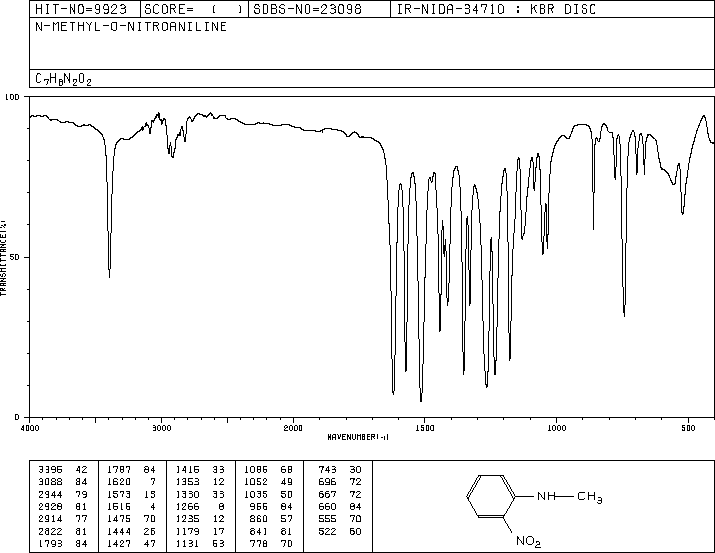 HIT-NO=9923 SCORE= ( ) SDBS-NO=23098 IR-NIDA-34710 : KBR DISC
N-METHYL-O-NITROANILINE
C7H8N2O2
100
TRANSMITTANCE(%)
50
0
4000 3000 2000 1500 1000 500
WAVENUMBER(-1)
3395 42 1787 84 1416 33 1086 68 743 30
3088 84 1620 7 1353 12 1052 49 696 72
2944 79 1573 13 1330 33 1035 50 667 72
2928 81 1516 4 1266 8 966 84 660 84
2914 77 1475 70 1235 12 860 57 555 70
2822 81 1444 26 1179 17 841 81 522 60
1793 84 1427 47 1131 53 778 70
NH CH3
NO2